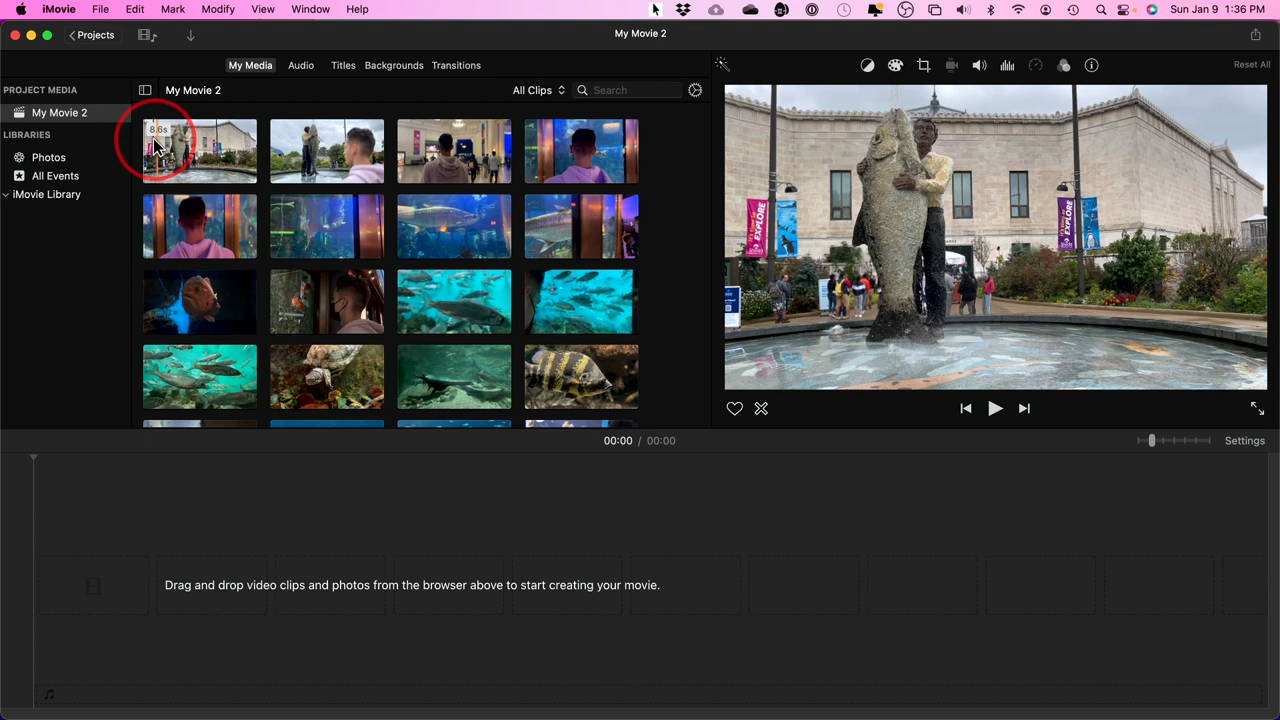 iMovie File Edit Mark Modify View Window Help Sun Jan 9 1:36 PM
Projects My Movie 2
My Media Audio Titles Backgrounds Transitions Reset All
PROJECT MEDIA My Movie 2 All Clips Search
My Movie 2
LIBRARIES
Photos
All Events
iMovie Library
8.6s
EXPLORE
EXPLORE
00:00 / 00:00 Settings
Drag and drop video clips and photos from the browser above to start creating your movie.